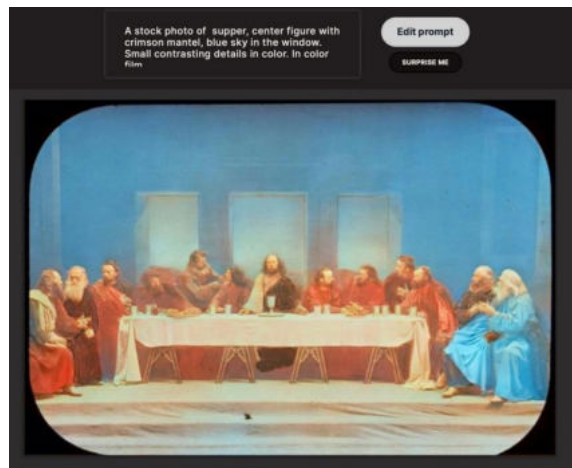 A stock photo of supper, center figure with
crimson mantel, blue sky in the window.
Small contrasting details in color. In color
film
Edit prompt
SURPRISE ME